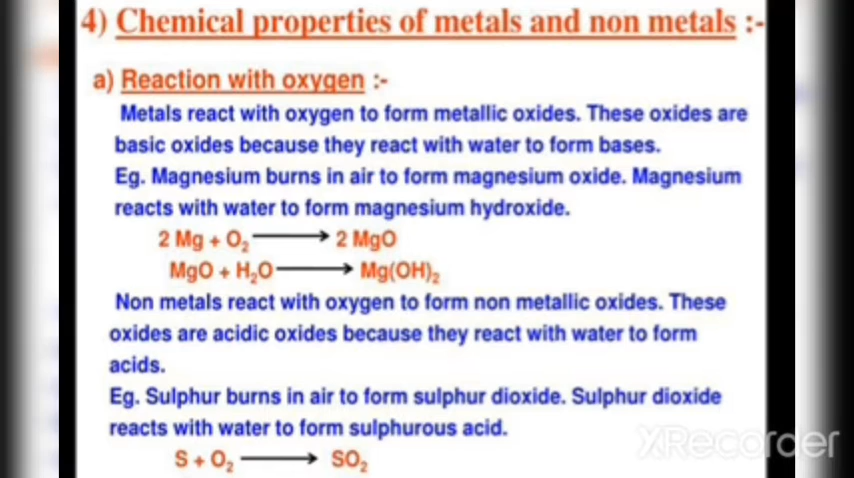 4) Chemical properties of metals and non metals :-
a) Reaction with oxygen :-
Metals react with oxygen to form metallic oxides. These oxides are
basic oxides because they react with water to form bases.
Eg. Magnesium burns in air to form magnesium oxide. Magnesium
reacts with water to form magnesium hydroxide.
2 Mg + O₂ ⟶ 2 MgO
MgO + H₂O ⟶ Mg(OH)₂
Non metals react with oxygen to form non metallic oxides. These
oxides are acidic oxides because they react with water to form
acids.
Eg. Sulphur burns in air to form sulphur dioxide. Sulphur dioxide
reacts with water to form sulphurous acid.
S + O₂ ⟶ SO₂
XRecorder